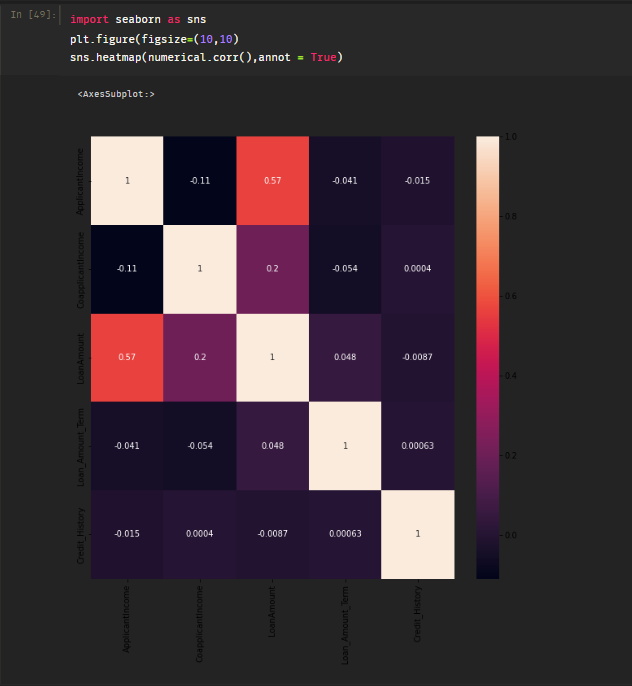 In [49]:
import seaborn as sns
plt.figure(figsize=(10,10)
sns.heatmap(numerical.corr(),annot = True)
<AxesSubplot:>
ApplicantIncome
1 -0.11 0.57 -0.041 -0.015
CoapplicantIncome
-0.11 1 0.2 -0.054 0.0004
LoanAmount
0.57 0.2 1 0.048 -0.0087
Loan_Amount_Term
-0.041 -0.054 0.048 1 0.00063
Credit_History
-0.015 0.0004 -0.0087 0.00063 1
ApplicantIncome
CoapplicantIncome
LoanAmount
Loan_Amount_Term
Credit_History
1.0
0.8
0.6
0.4
0.2
0.0